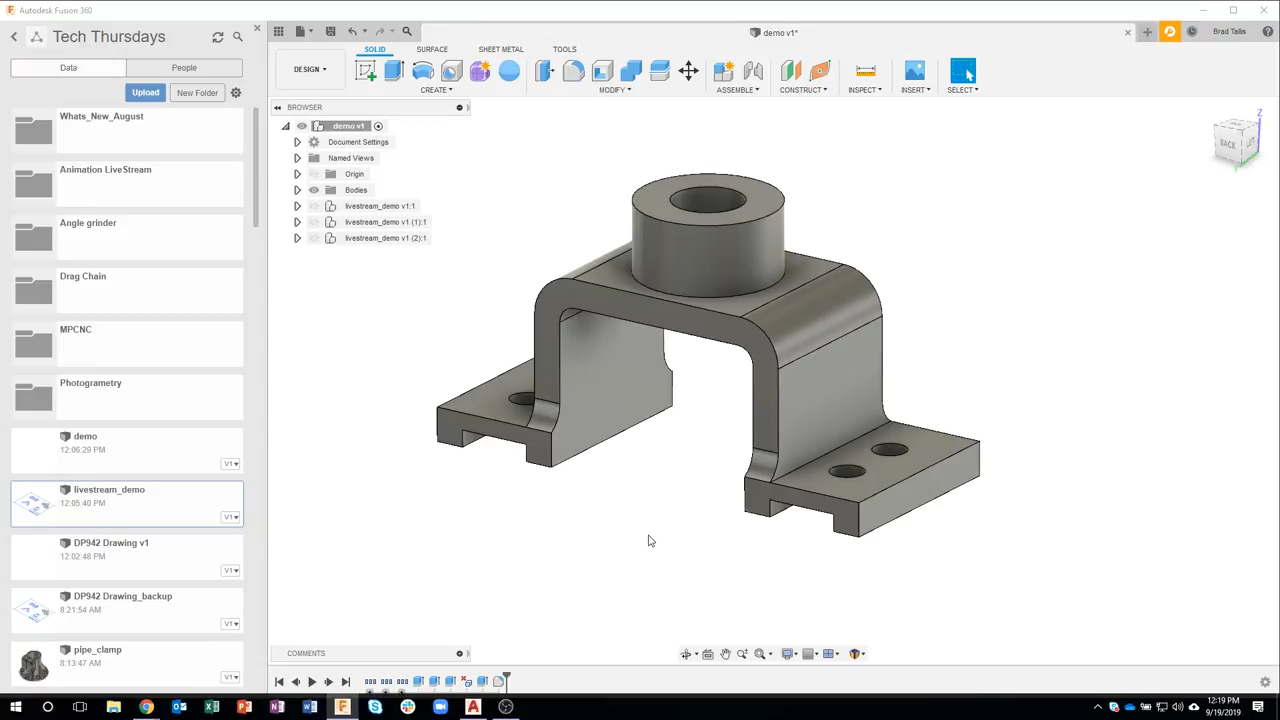 Autodesk Fusion 360
Tech Thursdays
Data
People
Upload
New Folder
Whats_New_August
Animation LiveStream
Angle grinder
Drag Chain
MPCNC
Photogrametry
demo
12:06:29 PM
V1
livestream_demo
12:05:40 PM
V1
DP942 Drawing v1
12:02:48 PM
V1
DP942 Drawing_backup
8:21:54 AM
V1
pipe_clamp
8:13:47 AM
V1
demo v1*
Brad Tallis
SOLID
SURFACE
SHEET METAL
TOOLS
DESIGN
CREATE
MODIFY
ASSEMBLE
CONSTRUCT
INSPECT
INSERT
SELECT
BROWSER
demo v1
Document Settings
Named Views
Origin
Bodies
livestream_demo v1:1
livestream_demo v1 (1):1
livestream_demo v1 (2):1
Z
BACK
LEFT
COMMENTS
12:19 PM
9/19/2019